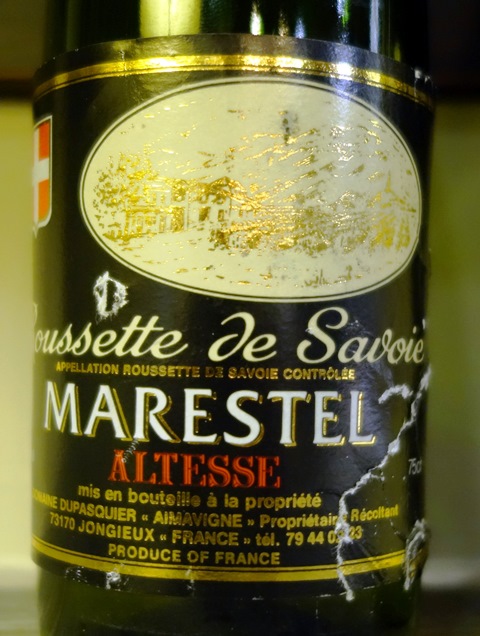 oussette de Savoie
APPELLATION ROUSSETTE DE SAVOIE CONTRÔLÉE
MARESTEL
ALTESSE
75cl
mis en bouteille à la propriété
DOMAINE DUPASQUIER « AIMAVIGNE » Propriétaire Récoltant
73170 JONGIEUX « FRANCE » tél. 79 44 02 23
PRODUCE OF FRANCE